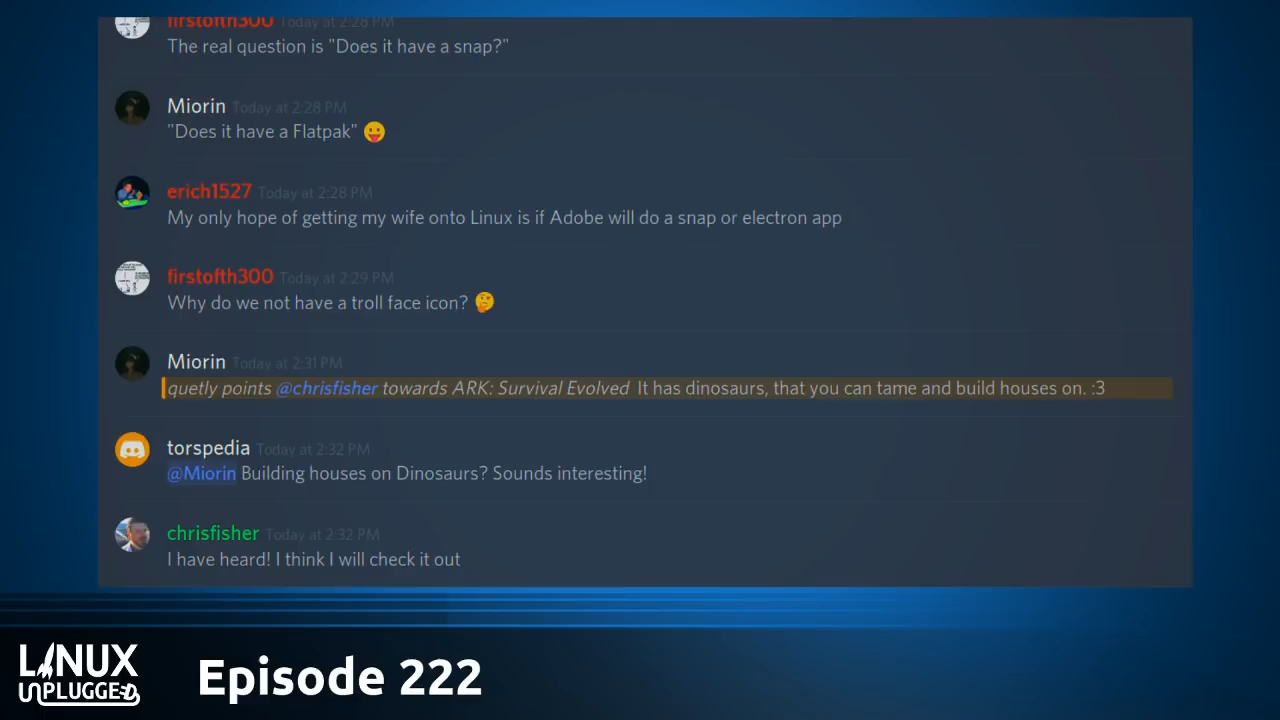 firstofth300 Today at 2:28 PM
The real question is "Does it have a snap?"
Miorin Today at 2:28 PM
"Does it have a Flatpak" 😛
erich1527 Today at 2:28 PM
My only hope of getting my wife onto Linux is if Adobe will do a snap or electron app
firstofth300 Today at 2:29 PM
Why do we not have a troll face icon? 🤔
Miorin Today at 2:31 PM
quetly points @chrisfisher towards ARK: Survival Evolved It has dinosaurs, that you can tame and build houses on. :3
torspedia Today at 2:32 PM
@Miorin Building houses on Dinosaurs? Sounds interesting!
chrisfisher Today at 2:32 PM
I have heard! I think I will check it out
LINUX
UNPLUGGED
Episode 222